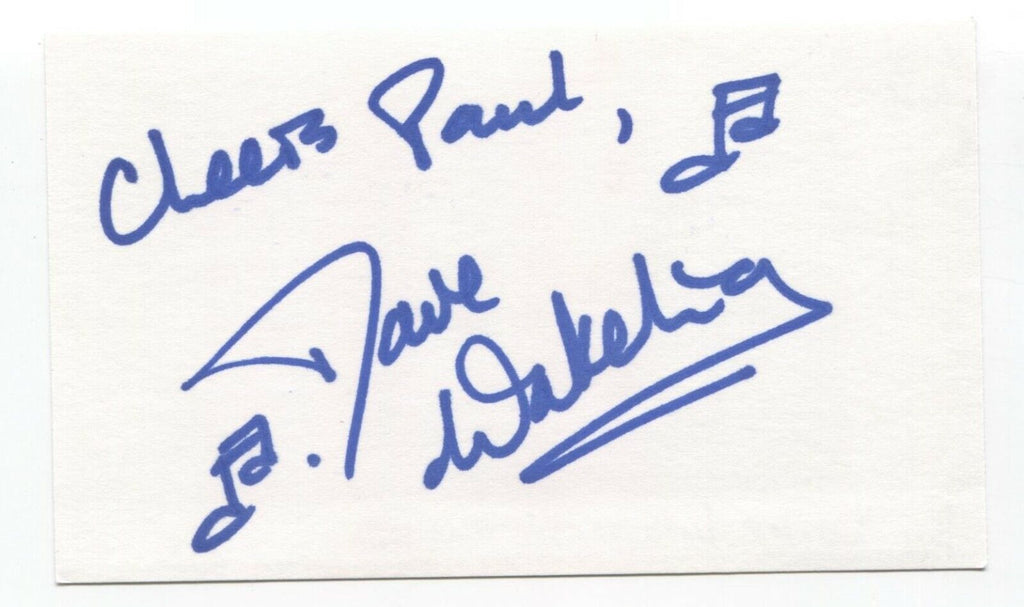 Cheers Paul,
Dave
Wakeling